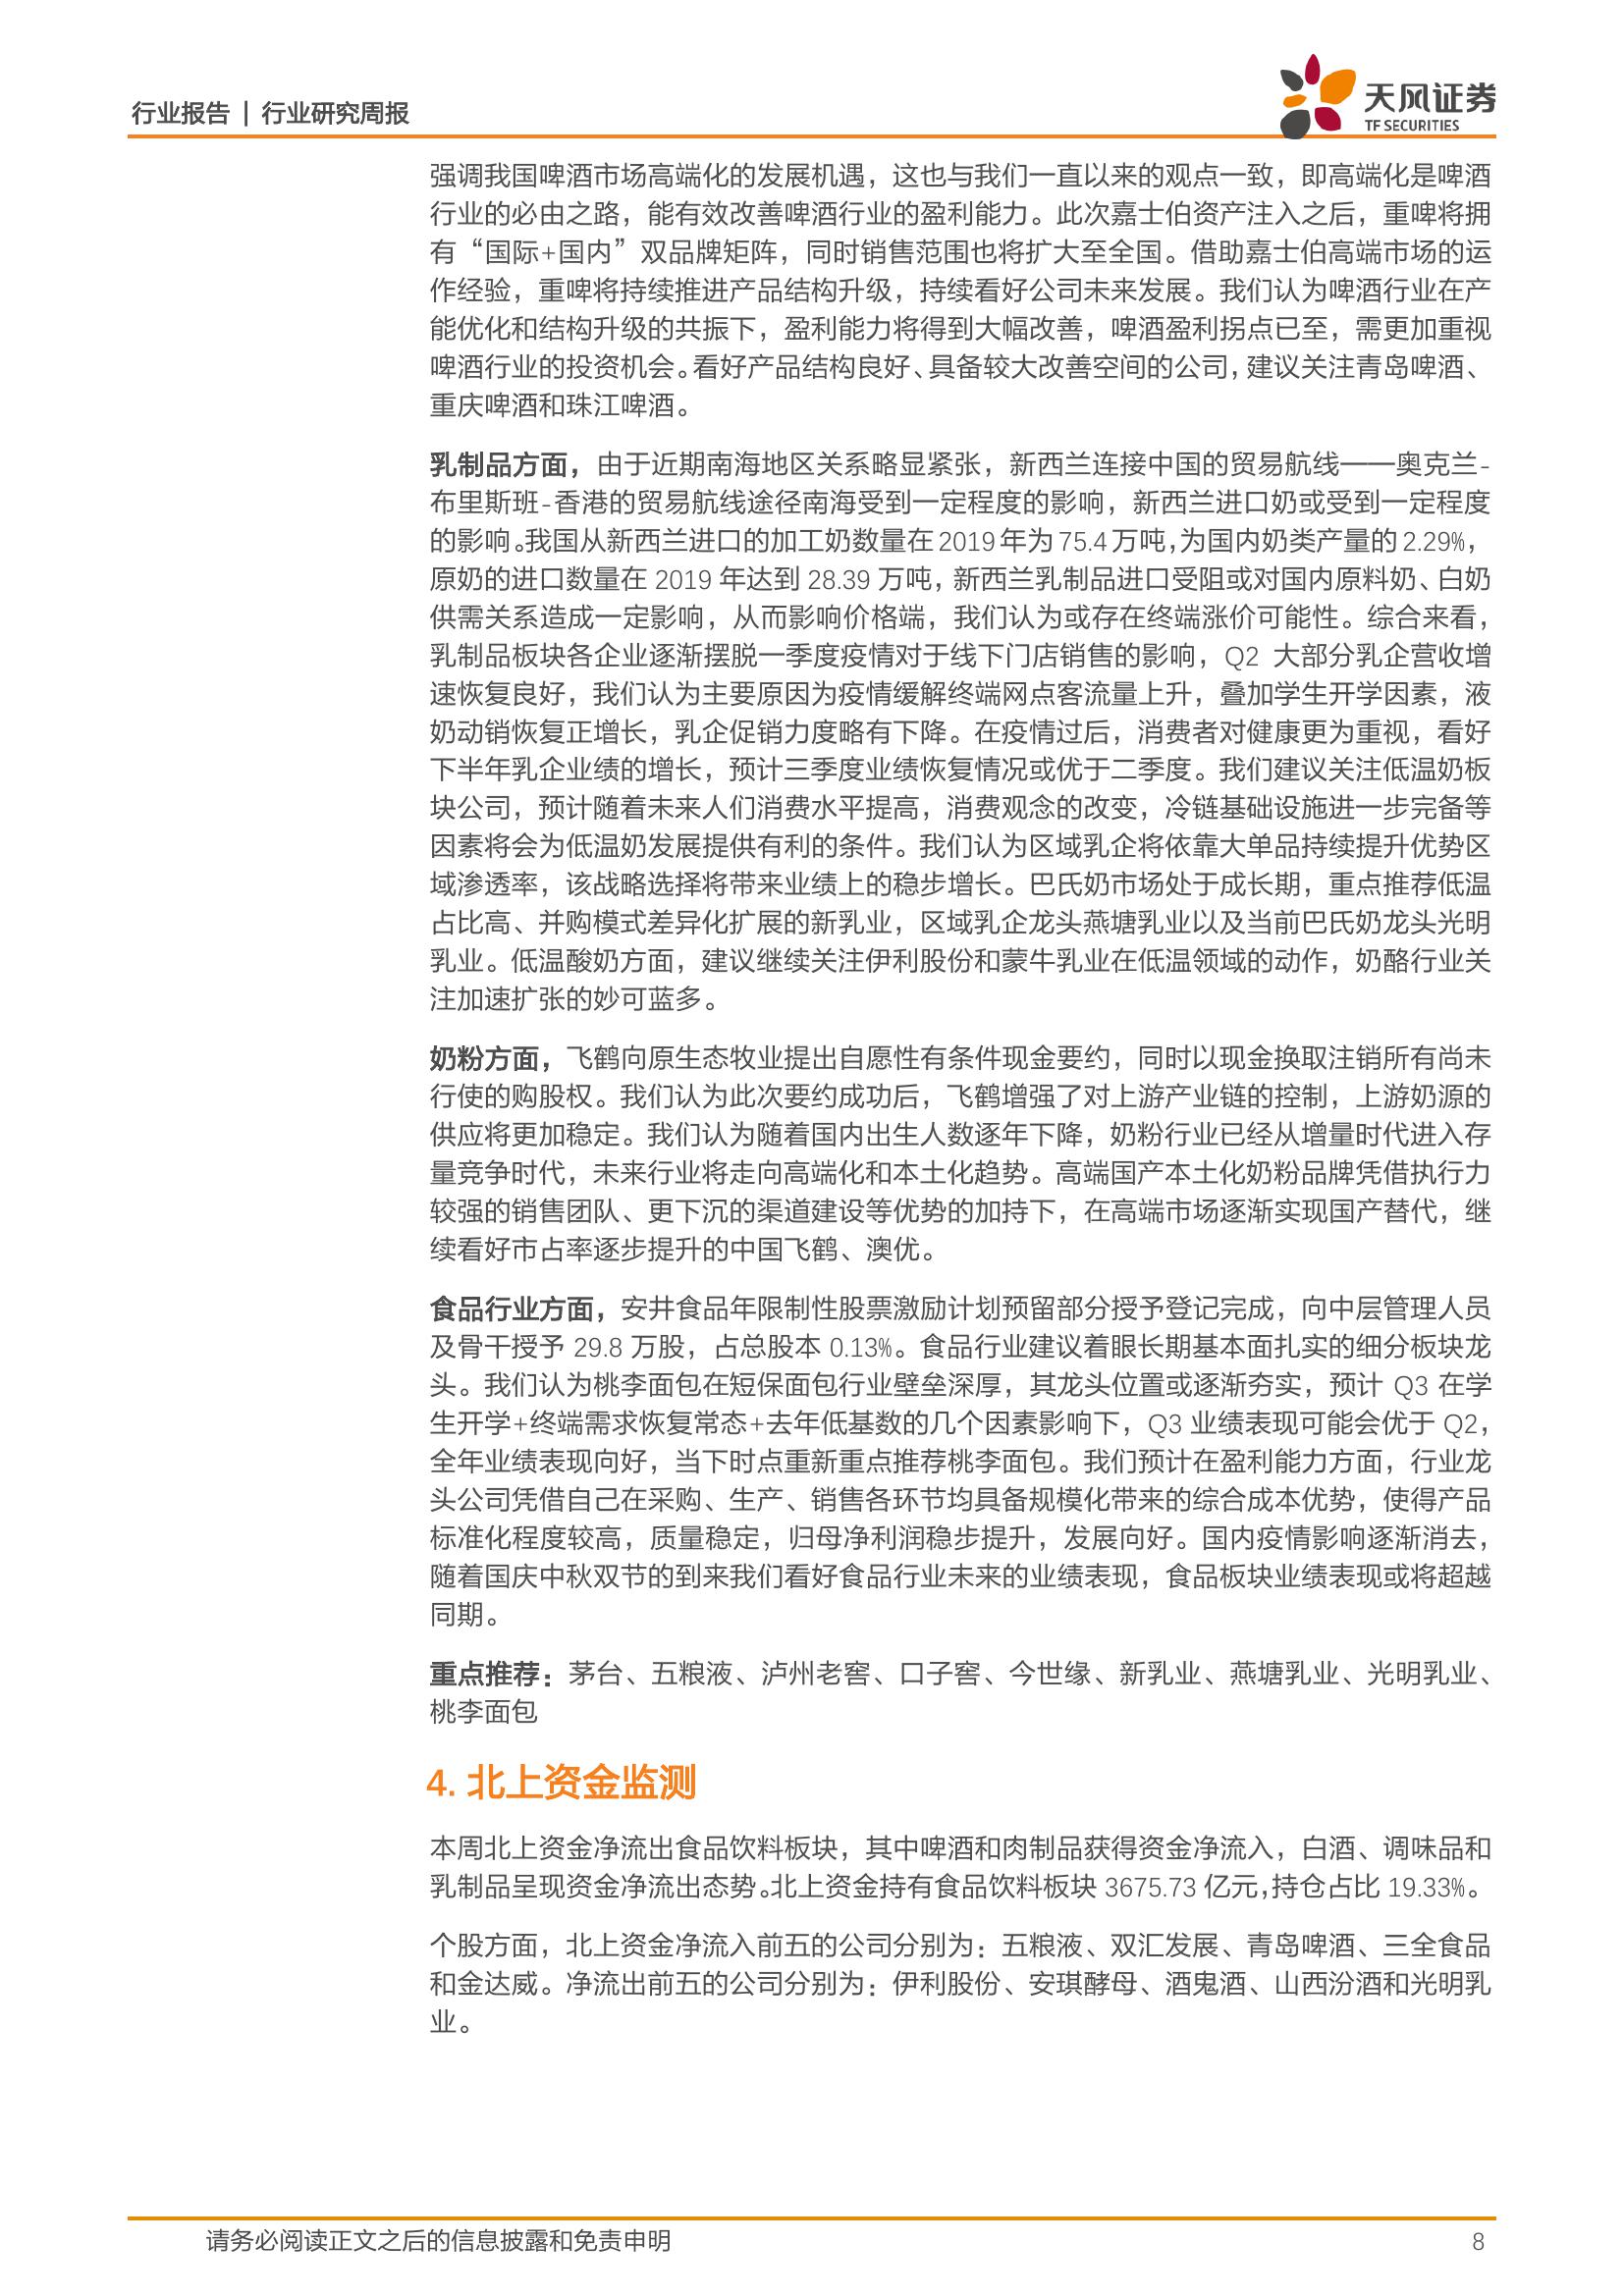 行业报告 | 行业研究周报
天风证券
TF SECURITIES
强调我国啤酒市场高端化的发展机遇，这也与我们一直以来的观点一致，即高端化是啤酒
行业的必由之路，能有效改善啤酒行业的盈利能力。此次嘉士伯资产注入之后，重啤将拥
有“国际+国内”双品牌矩阵，同时销售范围也将扩大至全国。借助嘉士伯高端市场的运
作经验，重啤将持续推进产品结构升级，持续看好公司未来发展。我们认为啤酒行业在产
能优化和结构升级的共振下，盈利能力将得到大幅改善，啤酒盈利拐点已至，需更加重视
啤酒行业的投资机会。看好产品结构良好、具备较大改善空间的公司，建议关注青岛啤酒、
重庆啤酒和珠江啤酒。
乳制品方面，由于近期南海地区关系略显紧张，新西兰连接中国的贸易航线——奥克兰-
布里斯班-香港的贸易航线途径南海受到一定程度的影响，新西兰进口奶或受到一定程度
的影响。我国从新西兰进口的加工奶数量在2019年为75.4万吨，为国内奶类产量的2.29%，
原奶的进口数量在 2019 年达到 28.39 万吨，新西兰乳制品进口受阻或对国内原料奶、白奶
供需关系造成一定影响，从而影响价格端，我们认为或存在终端涨价可能性。综合来看，
乳制品板块各企业逐渐摆脱一季度疫情对于线下门店销售的影响，Q2 大部分乳企营收增
速恢复良好，我们认为主要原因为疫情缓解终端网点客流量上升，叠加学生开学因素，液
奶动销恢复正增长，乳企促销力度略有下降。在疫情过后，消费者对健康更为重视，看好
下半年乳企业绩的增长，预计三季度业绩恢复情况或优于二季度。我们建议关注低温奶板
块公司，预计随着未来人们消费水平提高，消费观念的改变，冷链基础设施进一步完备等
因素将会为低温奶发展提供有利的条件。我们认为区域乳企将依靠大单品持续提升优势区
域渗透率，该战略选择将带来业绩上的稳步增长。巴氏奶市场处于成长期，重点推荐低温
占比高、并购模式差异化扩展的新乳业，区域乳企龙头燕塘乳业以及当前巴氏奶龙头光明
乳业。低温酸奶方面，建议继续关注伊利股份和蒙牛乳业在低温领域的动作，奶酪行业关
注加速扩张的妙可蓝多。
奶粉方面，飞鹤向原生态牧业提出自愿性有条件现金要约，同时以现金换取注销所有尚未
行使的购股权。我们认为此次要约成功后，飞鹤增强了对上游产业链的控制，上游奶源的
供应将更加稳定。我们认为随着国内出生人数逐年下降，奶粉行业已经从增量时代进入存
量竞争时代，未来行业将走向高端化和本土化趋势。高端国产本土化奶粉品牌凭借执行力
较强的销售团队、更下沉的渠道建设等优势的加持下，在高端市场逐渐实现国产替代，继
续看好市占率逐步提升的中国飞鹤、澳优。
食品行业方面，安井食品年限制性股票激励计划预留部分授予登记完成，向中层管理人员
及骨干授予 29.8 万股，占总股本 0.13%。食品行业建议着眼长期基本面扎实的细分板块龙
头。我们认为桃李面包在短保面包行业壁垒深厚，其龙头位置或逐渐夯实，预计 Q3 在学
生开学+终端需求恢复常态+去年低基数的几个因素影响下，Q3 业绩表现可能会优于 Q2，
全年业绩表现向好，当下时点重新重点推荐桃李面包。我们预计在盈利能力方面，行业龙
头公司凭借自己在采购、生产、销售各环节均具备规模化带来的综合成本优势，使得产品
标准化程度较高，质量稳定，归母净利润稳步提升，发展向好。国内疫情影响逐渐消去，
随着国庆中秋双节的到来我们看好食品行业未来的业绩表现，食品板块业绩表现或将超越
同期。
重点推荐：茅台、五粮液、泸州老窖、口子窖、今世缘、新乳业、燕塘乳业、光明乳业、
桃李面包
4. 北上资金监测
本周北上资金净流出食品饮料板块，其中啤酒和肉制品获得资金净流入，白酒、调味品和
乳制品呈现资金净流出态势。北上资金持有食品饮料板块 3675.73 亿元，持仓占比 19.33%。
个股方面，北上资金净流入前五的公司分别为：五粮液、双汇发展、青岛啤酒、三全食品
和金达威。净流出前五的公司分别为：伊利股份、安琪酵母、酒鬼酒、山西汾酒和光明乳
业。
请务必阅读正文之后的信息披露和免责申明
8